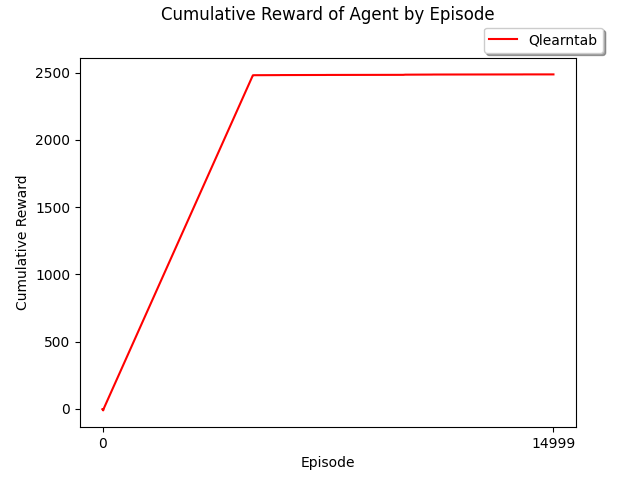 Cumulative Reward of Agent by Episode
Qlearntab
2500
2000
1500
1000
500
0
Cumulative Reward
0
14999
Episode